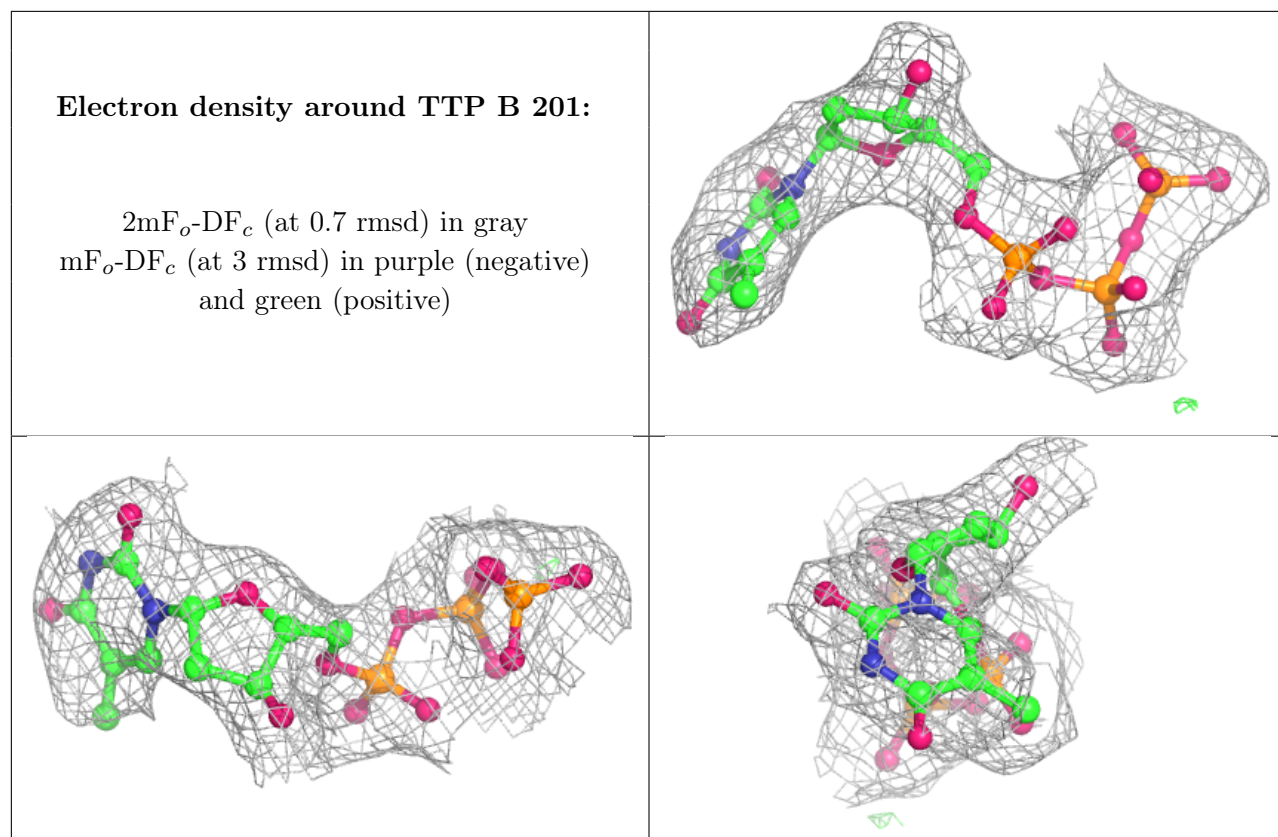 Electron density around TTP B 201:
2mFo-DFc (at 0.7 rmsd) in gray
mFo-DFc (at 3 rmsd) in purple (negative)
and green (positive)